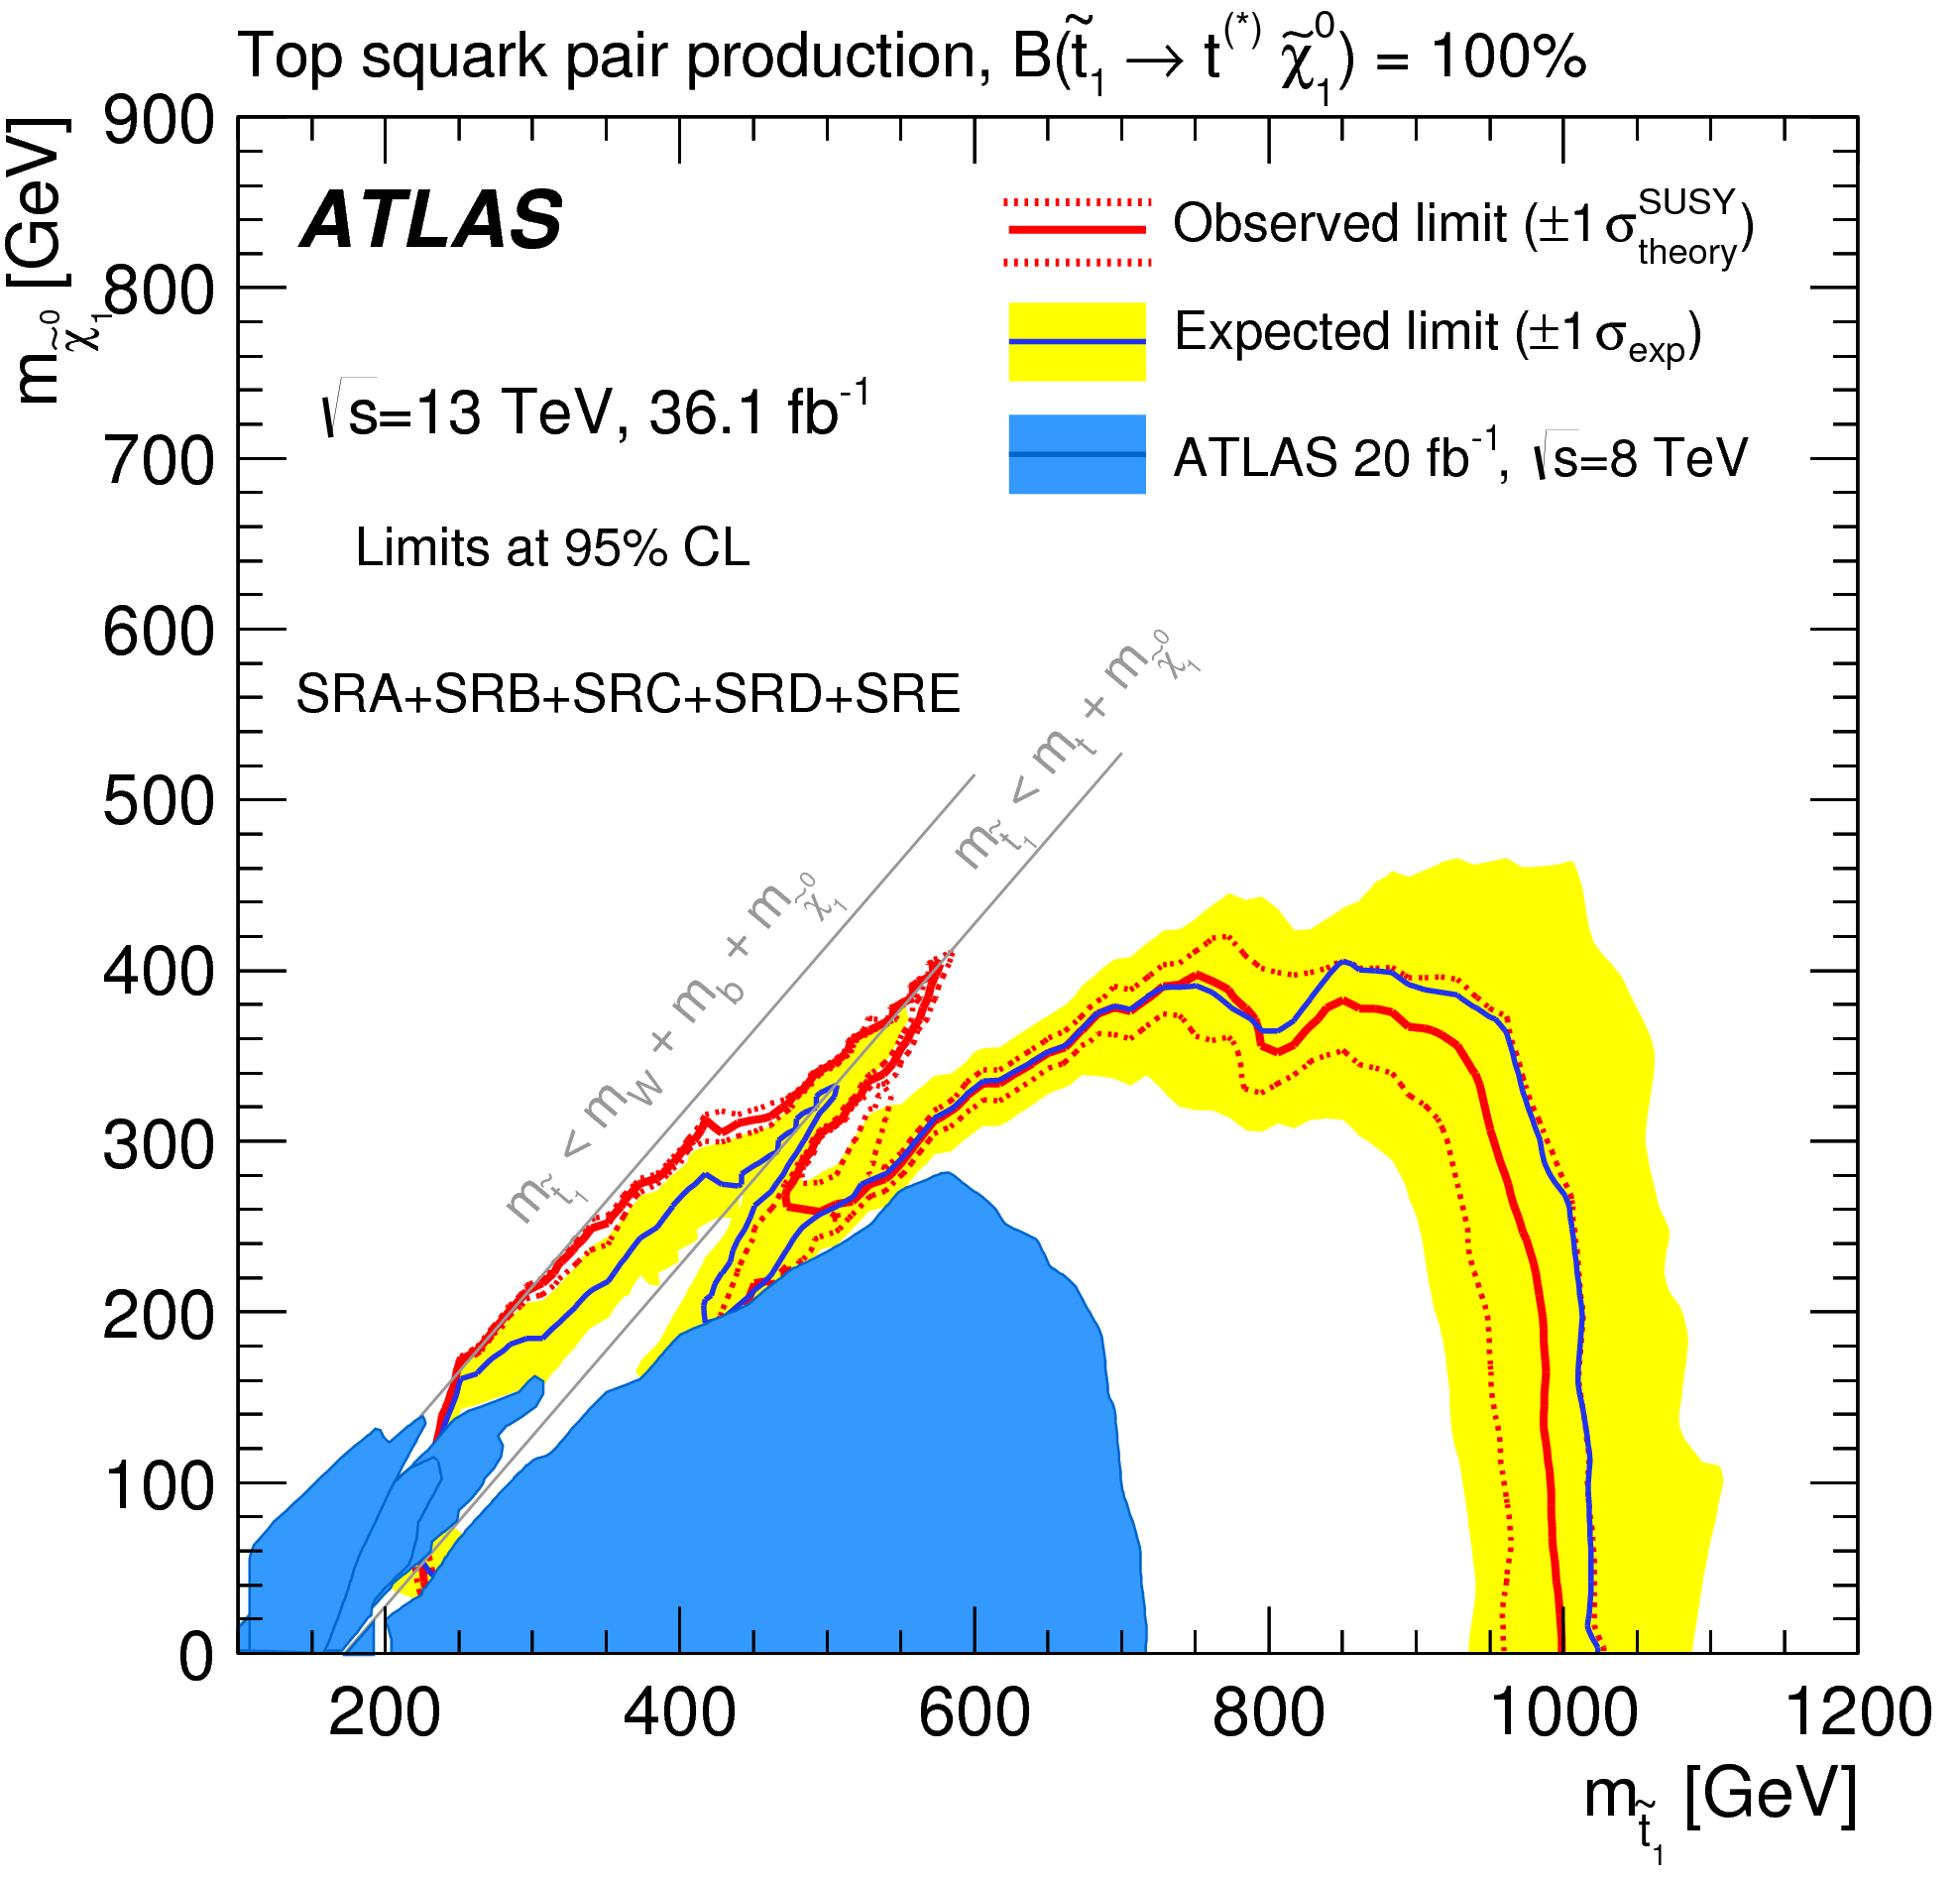 Top squark pair production, B(t̃₁ → t⁽*⁾ χ̃₁⁰) = 100%
m_χ̃₁⁰ [GeV]
900
800
700
600
500
400
300
200
100
0
ATLAS
√s=13 TeV, 36.1 fb⁻¹
Limits at 95% CL
SRA+SRB+SRC+SRD+SRE
Observed limit (±1 σ_theory^SUSY)
Expected limit (±1 σ_exp)
ATLAS 20 fb⁻¹, √s=8 TeV
m_t̃₁ < m_W + m_b + m_χ̃₁⁰
m_t̃₁ < m_t + m_χ̃₁⁰
200 400 600 800 1000 1200
m_t̃₁ [GeV]